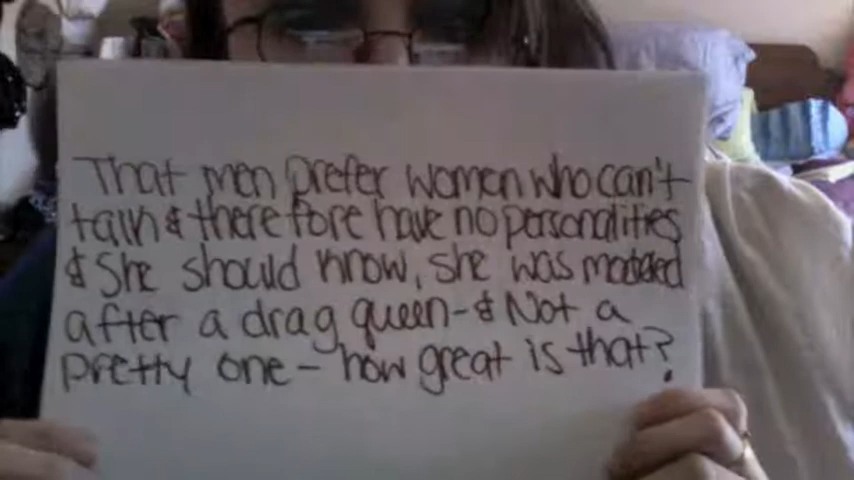 That men prefer women who can't
talk & therefore have no personalities
& She should know, she was modeled
after a drag queen - & Not a
pretty one - how great is that?